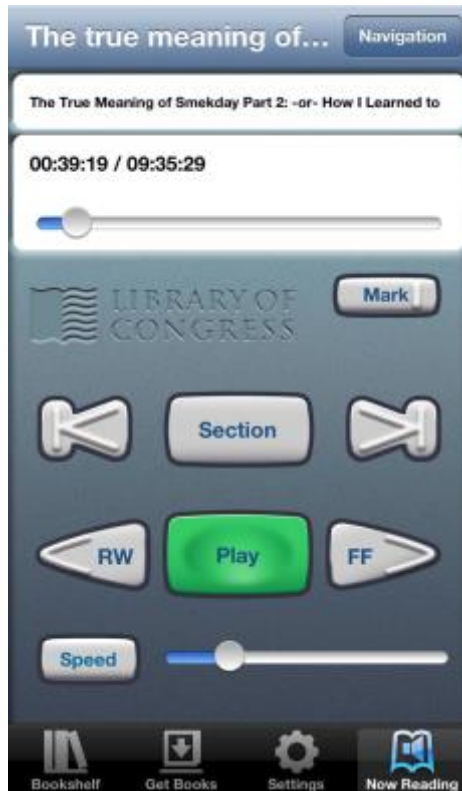 The true meaning of... Navigation
The True Meaning of Smekday Part 2: -or- How I Learned to
00:39:19 / 09:35:29
LIBRARY OF
CONGRESS
Mark
Section
RW Play FF
Speed
Bookshelf Get Books Settings Now Reading